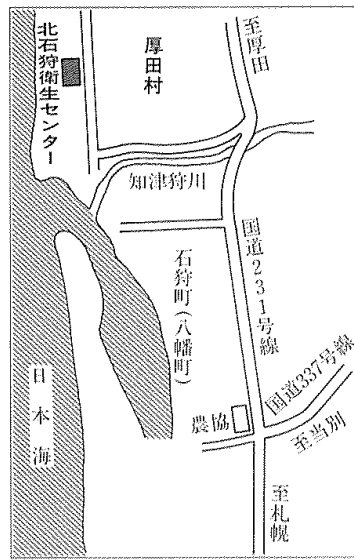 至厚田
厚田村
北石狩衛生センター
知津狩川
国道231号線
石狩町(八幡町)
国道337号線
日本海
農協
至当別
至札幌